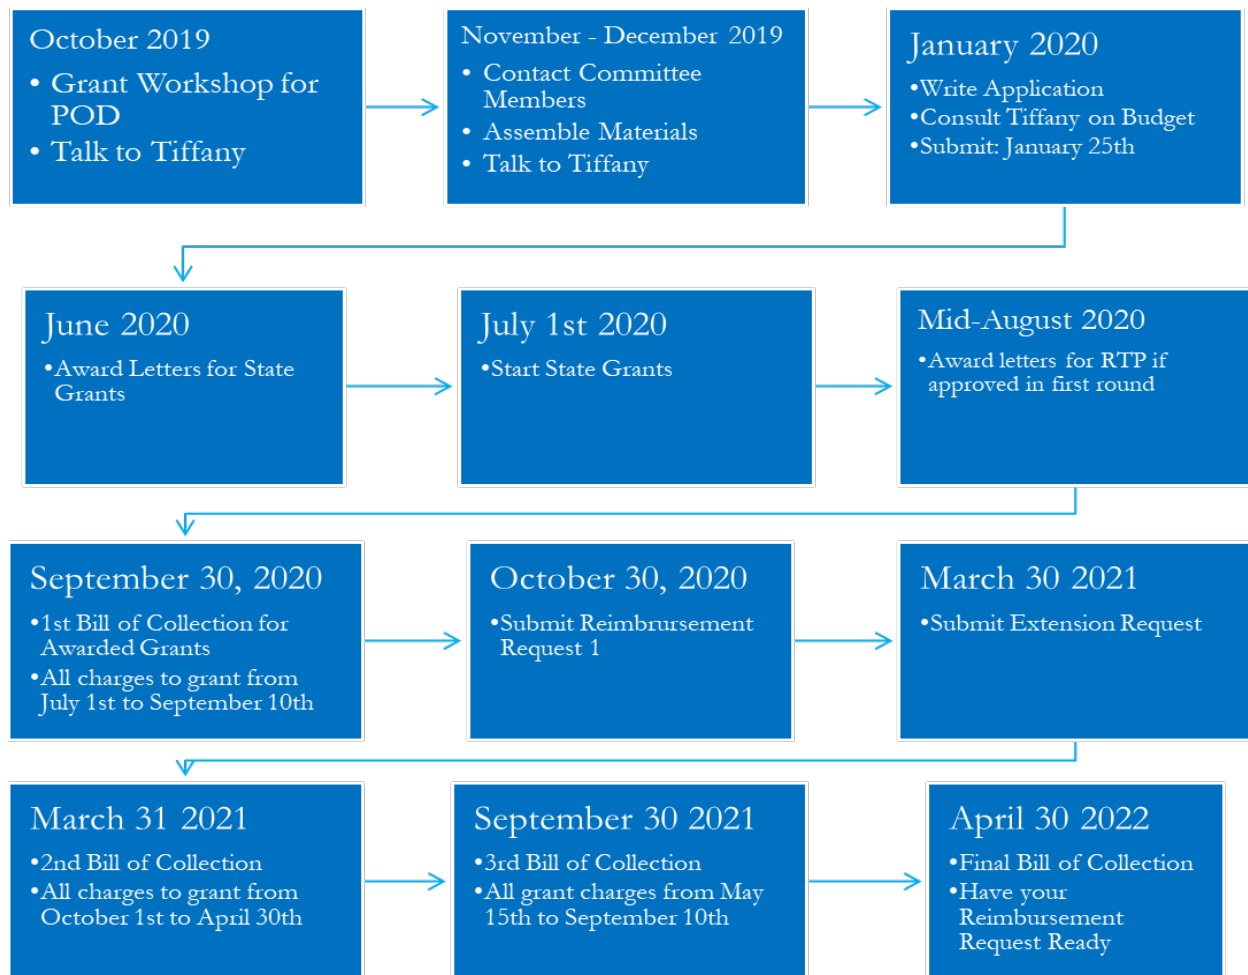 October 2019
• Grant Workshop for
POD
• Talk to Tiffany
November - December 2019
• Contact Committee
Members
• Assemble Materials
• Talk to Tiffany
January 2020
•Write Application
•Consult Tiffany on Budget
•Submit: January 25th
June 2020
•Award Letters for State
Grants
July 1st 2020
•Start State Grants
Mid-August 2020
•Award letters for RTP if
approved in first round
September 30, 2020
•1st Bill of Collection for
Awarded Grants
•All charges to grant from
July 1st to September 10th
October 30, 2020
•Submit Reimbrursement
Request 1
March 30 2021
•Submit Extension Request
March 31 2021
•2nd Bill of Collection
•All charges to grant from
October 1st to April 30th
September 30 2021
•3rd Bill of Collection
•All grant charges from May
15th to September 10th
April 30 2022
•Final Bill of Collection
•Have your
Reimbursement
Request Ready